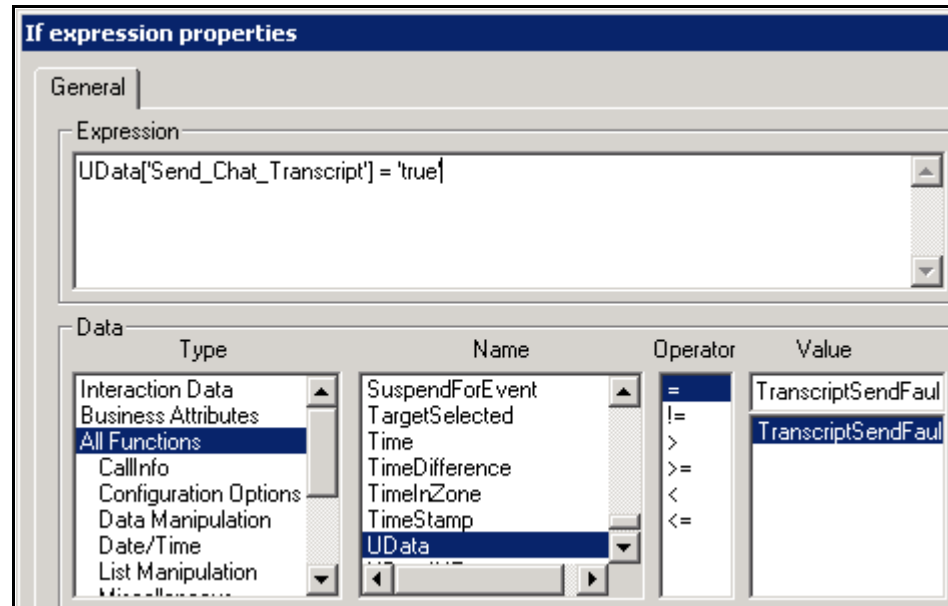 If expression properties
General
Expression
UData['Send_Chat_Transcript'] = 'true'
Data
Type
Name
Operator
Value
Interaction Data
Business Attributes
All Functions
CallInfo
Configuration Options
Data Manipulation
Date/Time
List Manipulation
SuspendForEvent
TargetSelected
Time
TimeDifference
TimeInZone
TimeStamp
UData
=
!=
>
>=
<
<=
TranscriptSendFaul
TranscriptSendFaul